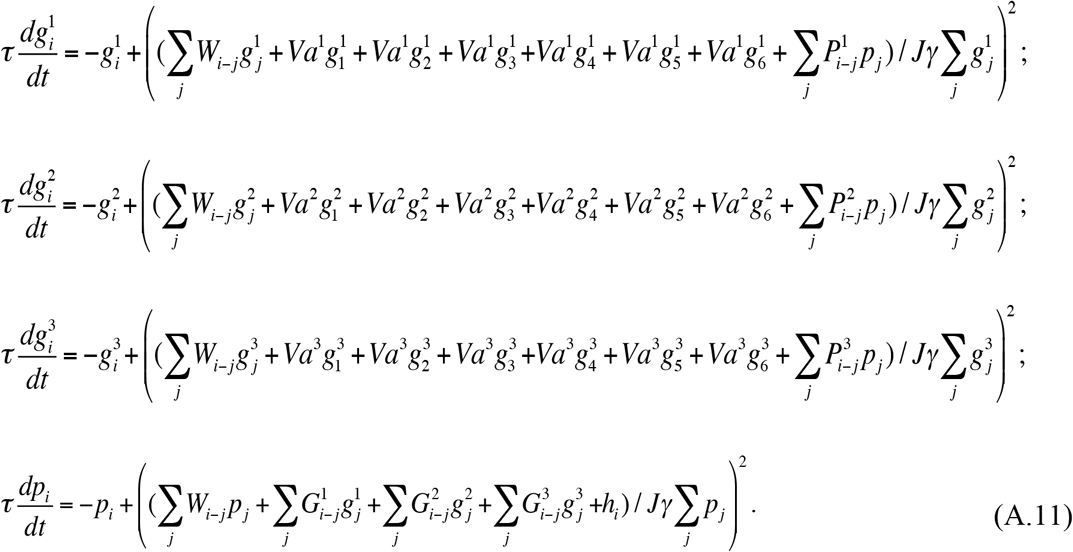 τ dg_i^1/dt = −g_i^1 + ((∑_j W_{i−j} g_j^1 + Va^1 g_1^1 + Va^1 g_2^1 + Va^1 g_3^1 + Va^1 g_4^1 + Va^1 g_5^1 + Va^1 g_6^1 + ∑_j P_{i−j}^1 p_j) / Jγ ∑_j g_j^1)^2 ;
τ dg_i^2/dt = −g_i^2 + ((∑_j W_{i−j} g_j^2 + Va^2 g_1^2 + Va^2 g_2^2 + Va^2 g_3^2 + Va^2 g_4^2 + Va^2 g_5^2 + Va^2 g_6^2 + ∑_j P_{i−j}^2 p_j) / Jγ ∑_j g_j^2)^2 ;
τ dg_i^3/dt = −g_i^3 + ((∑_j W_{i−j} g_j^3 + Va^3 g_1^3 + Va^3 g_2^3 + Va^3 g_3^3 + Va^3 g_4^3 + Va^3 g_5^3 + Va^3 g_6^3 + ∑_j P_{i−j}^3 p_j) / Jγ ∑_j g_j^3)^2 ;
τ dp_i/dt = −p_i + ((∑_j W_{i−j} p_j + ∑_j G_{i−j}^1 g_j^1 + ∑_j G_{i−j}^2 g_j^2 + ∑_j G_{i−j}^3 g_j^3 + h_i) / Jγ ∑_j p_j)^2 . (A.11)